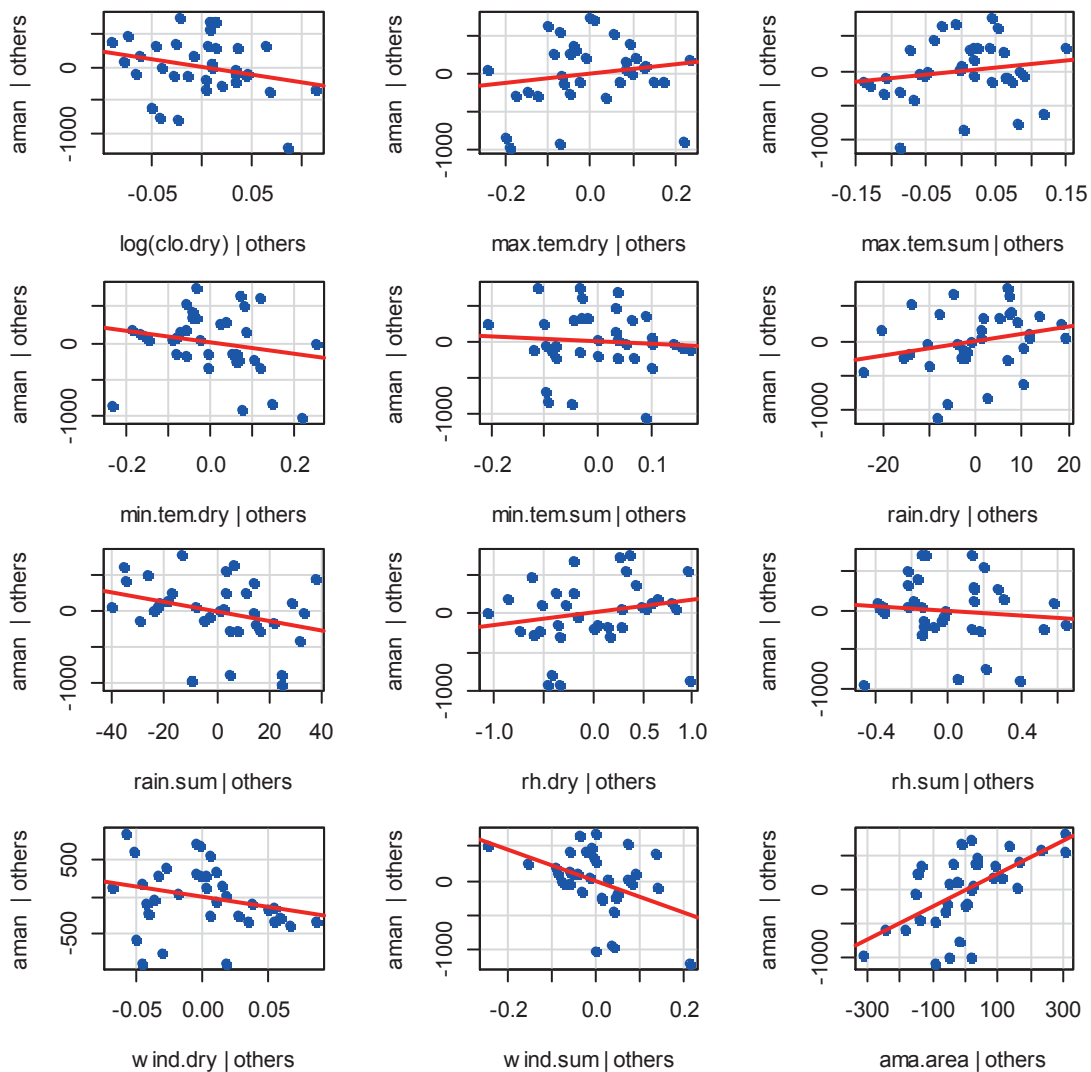 aman | others
0
-1000
-0.05 0.05
log(clo.dry) | others
aman | others
0
-1000
-0.2 0.0 0.2
max.tem.dry | others
aman | others
0
-1000
-0.15 -0.05 0.05 0.15
max.tem.sum | others
aman | others
0
-1000
-0.2 0.0 0.2
min.tem.dry | others
aman | others
0
-1000
-0.2 0.0 0.1
min.tem.sum | others
aman | others
0
-1000
-20 0 10 20
rain.dry | others
aman | others
0
-1000
-40 -20 0 20 40
rain.sum | others
aman | others
0
-1000
-1.0 0.0 0.5 1.0
rh.dry | others
aman | others
0
-1000
-0.4 0.0 0.4
rh.sum | others
aman | others
500
-500
-0.05 0.00 0.05
wind.dry | others
aman | others
0
-1000
-0.2 0.0 0.2
wind.sum | others
aman | others
0
-1000
-300 -100 100 300
ama.area | others